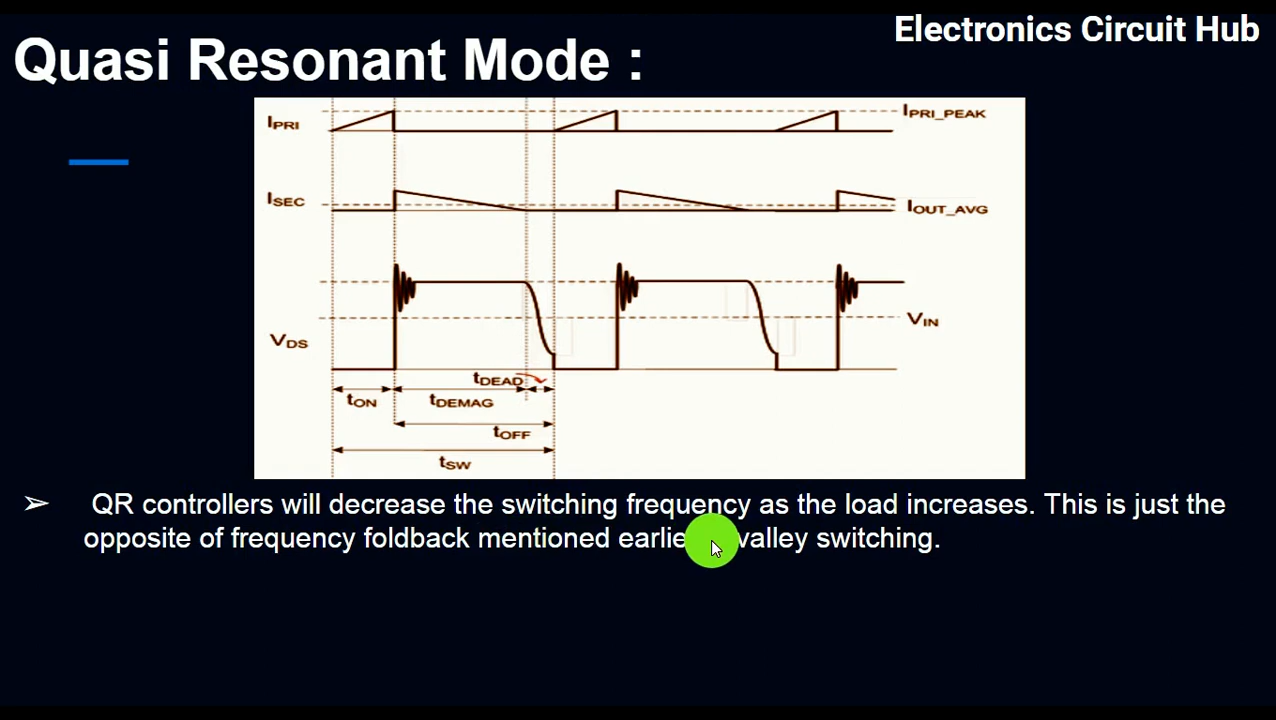 Electronics Circuit Hub
Quasi Resonant Mode :
IPRI
IPRI_PEAK
ISEC
IOUT_AVG
VDS
VIN
tDEAD
tON
tDEMAG
tOFF
tSW
➢ QR controllers will decrease the switching frequency as the load increases. This is just the
opposite of frequency foldback mentioned valley switching.